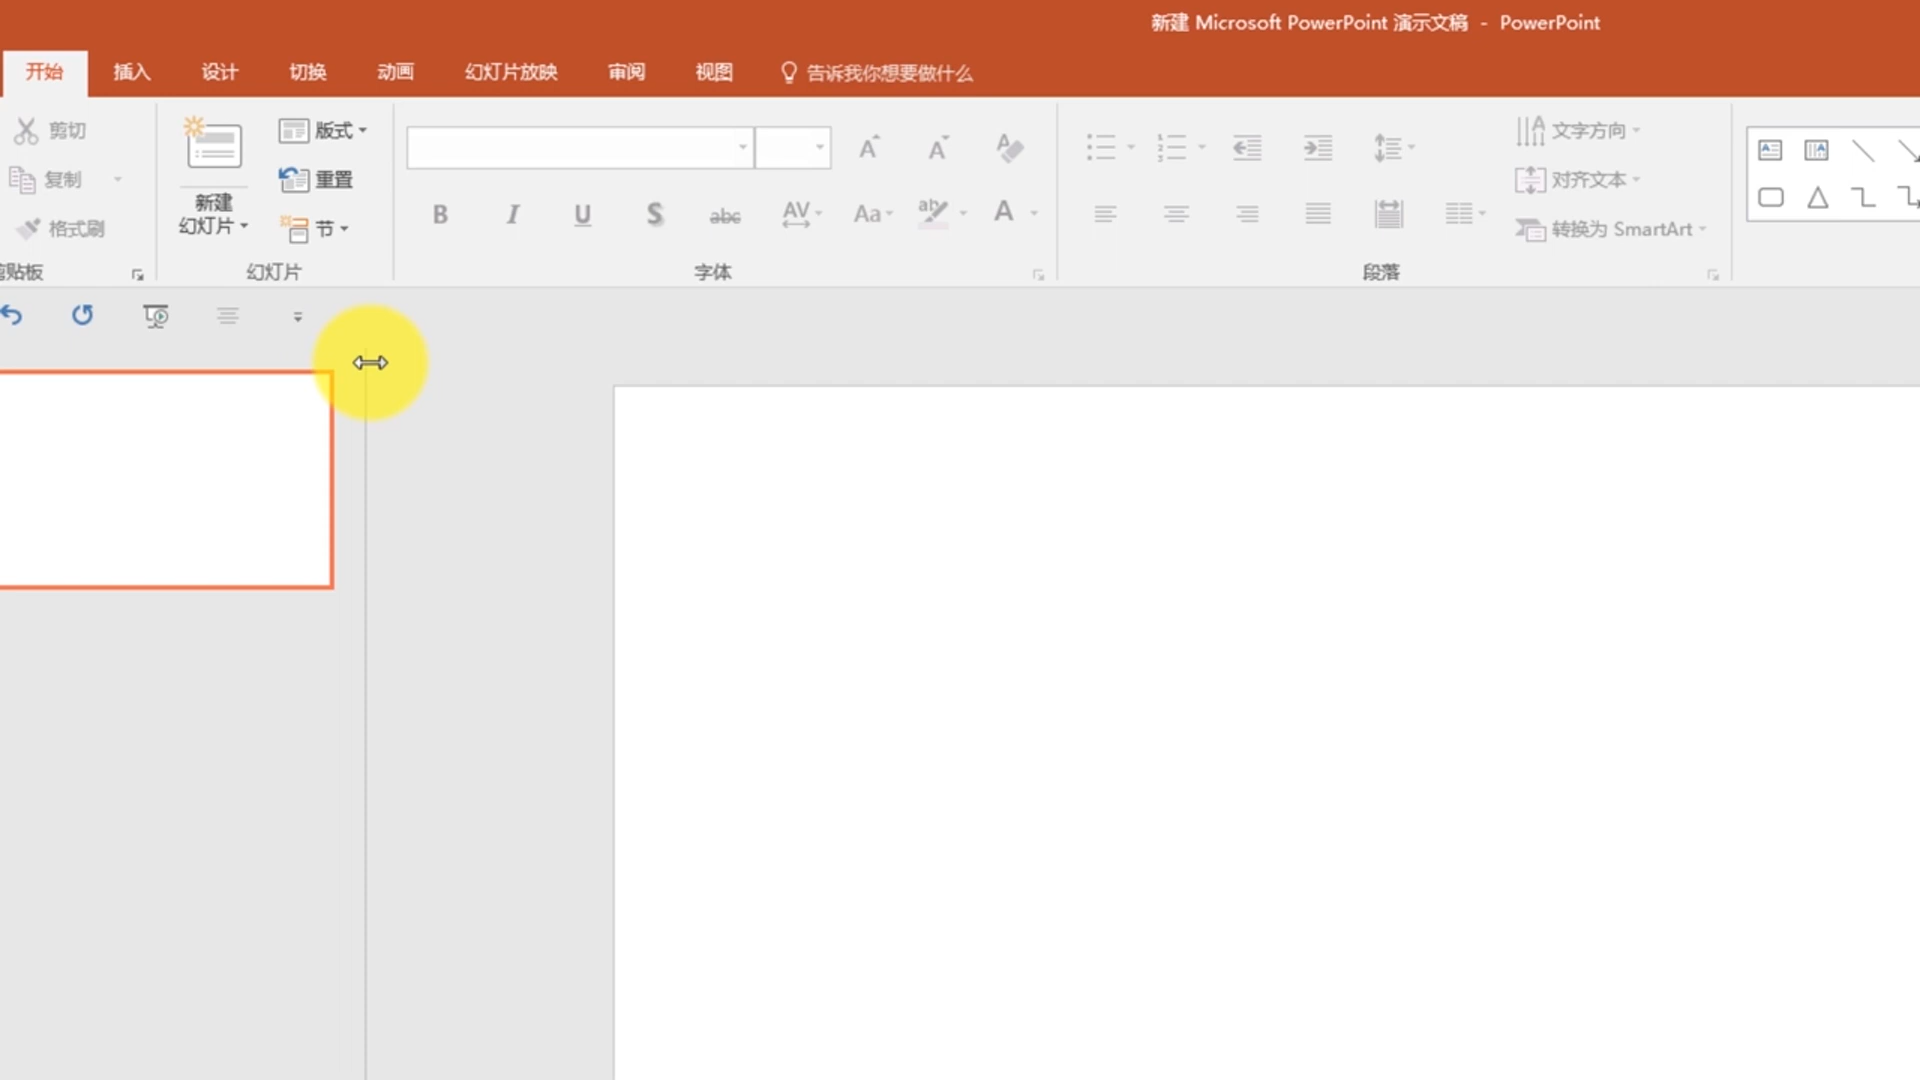 新建 Microsoft PowerPoint 演示文稿 - PowerPoint
开始 插入 设计 切换 动画 幻灯片放映 审阅 视图 告诉我你想要做什么
剪切
复制
格式刷
贴板
新建
幻灯片
版式
重置
节
幻灯片
B I U S abc AV Aa ab A
A A A
字体
文字方向
对齐文本
转换为 SmartArt
段落